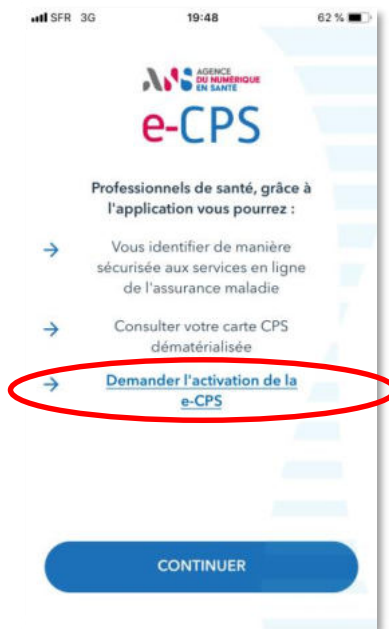 SFR 3G 19:48 62 %
ANS AGENCE
DU NUMÉRIQUE
EN SANTÉ
e-CPS
Professionnels de santé, grâce à
l'application vous pourrez :
→ Vous identifier de manière
sécurisée aux services en ligne
de l'assurance maladie
→ Consulter votre carte CPS
dématérialisée
→ Demander l'activation de la
e-CPS
CONTINUER